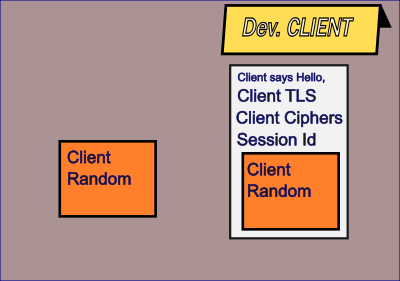 Dev. CLIENT
Client says Hello,
Client TLS
Client Ciphers
Session Id
Client
Random
Client
Random